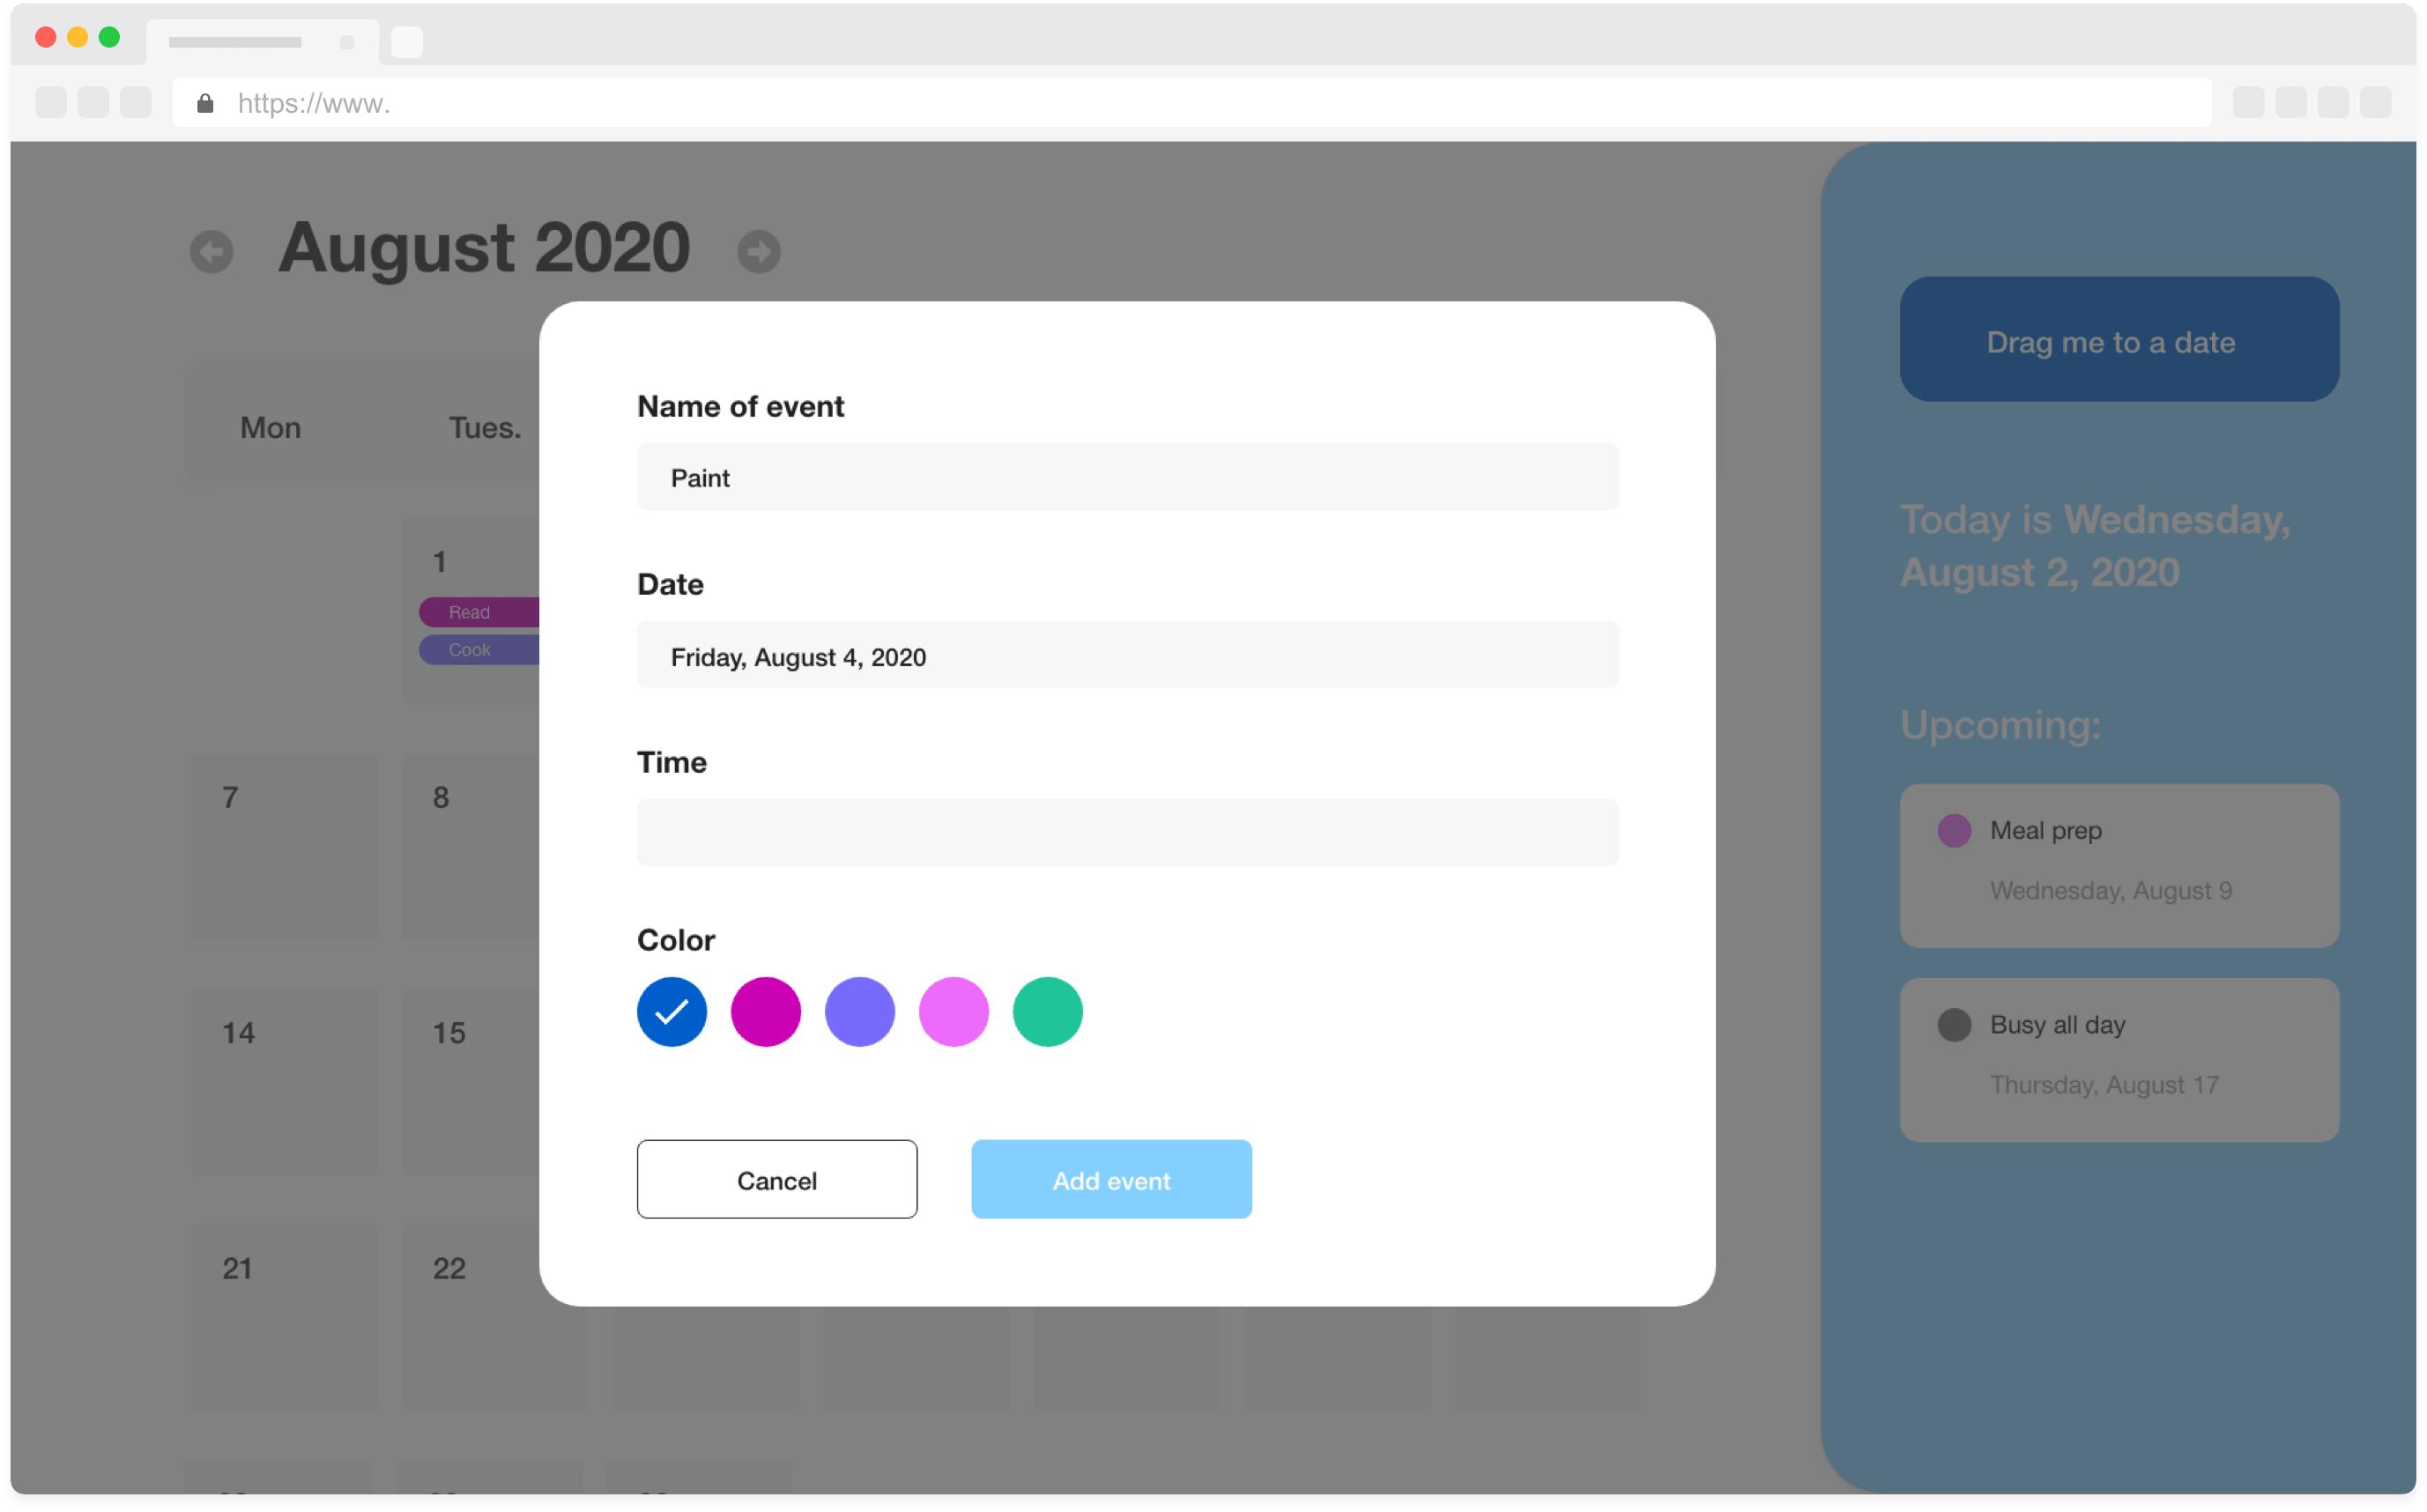 https://www.
August 2020
Drag me to a date
Mon
Tues.
Name of event
Paint
Today is Wednesday,
August 2, 2020
1
Read
Cook
Date
Friday, August 4, 2020
Upcoming:
Time
7
8
Meal prep
Wednesday, August 9
Color
14
15
Busy all day
Thursday, August 17
Cancel
Add event
21
22